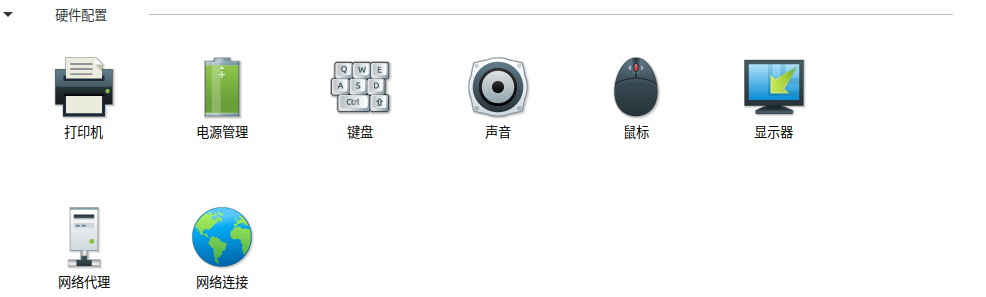 硬件配置
Q W E
A S D
Ctrl
打印机 电源管理 键盘 声音 鼠标 显示器
网络代理 网络连接